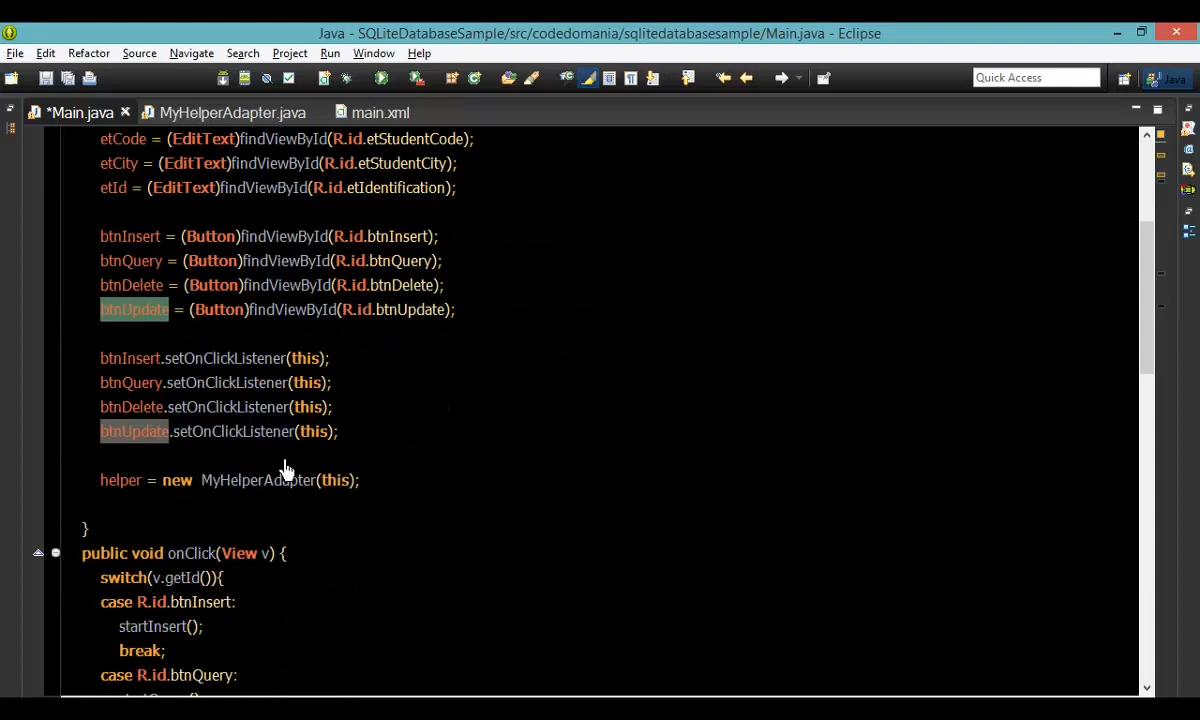 Java - SQLiteDatabaseSample/src/codedomania/sqlitedatabasesample/Main.java - Eclipse
File Edit Refactor Source Navigate Search Project Run Window Help
Quick Access Java
*Main.java MyHelperAdapter.java main.xml
etCode = (EditText)findViewById(R.id.etStudentCode);
etCity = (EditText)findViewById(R.id.etStudentCity);
etId = (EditText)findViewById(R.id.etIdentification);
btnInsert = (Button)findViewById(R.id.btnInsert);
btnQuery = (Button)findViewById(R.id.btnQuery);
btnDelete = (Button)findViewById(R.id.btnDelete);
btnUpdate = (Button)findViewById(R.id.btnUpdate);
btnInsert.setOnClickListener(this);
btnQuery.setOnClickListener(this);
btnDelete.setOnClickListener(this);
btnUpdate.setOnClickListener(this);
helper = new MyHelperAdapter(this);
}
public void onClick(View v) {
switch(v.getId()){
case R.id.btnInsert:
startInsert();
break;
case R.id.btnQuery: